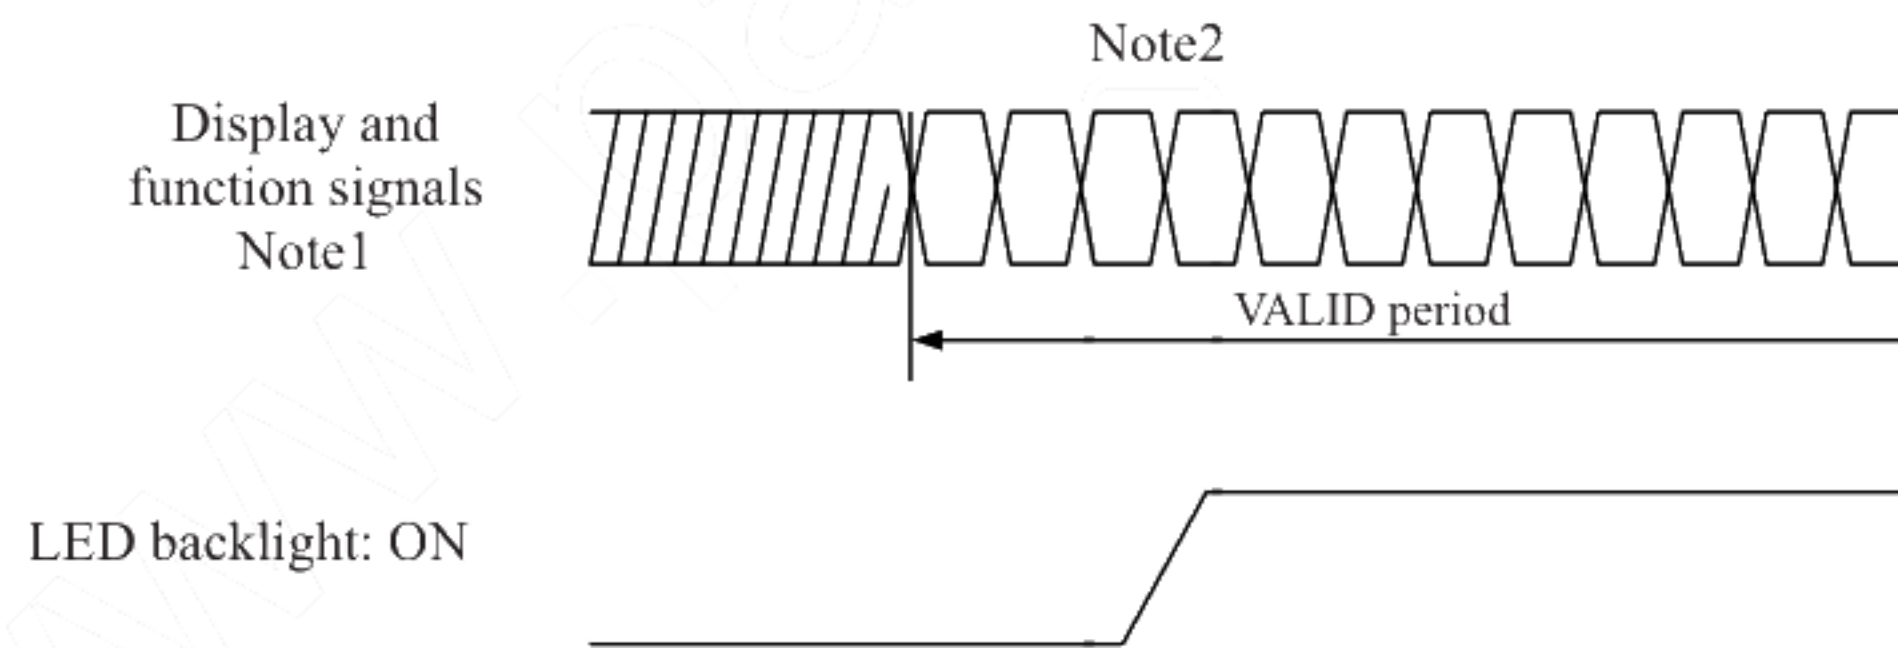 Note2
Display and
function signals
Note1
VALID period
LED backlight: ON